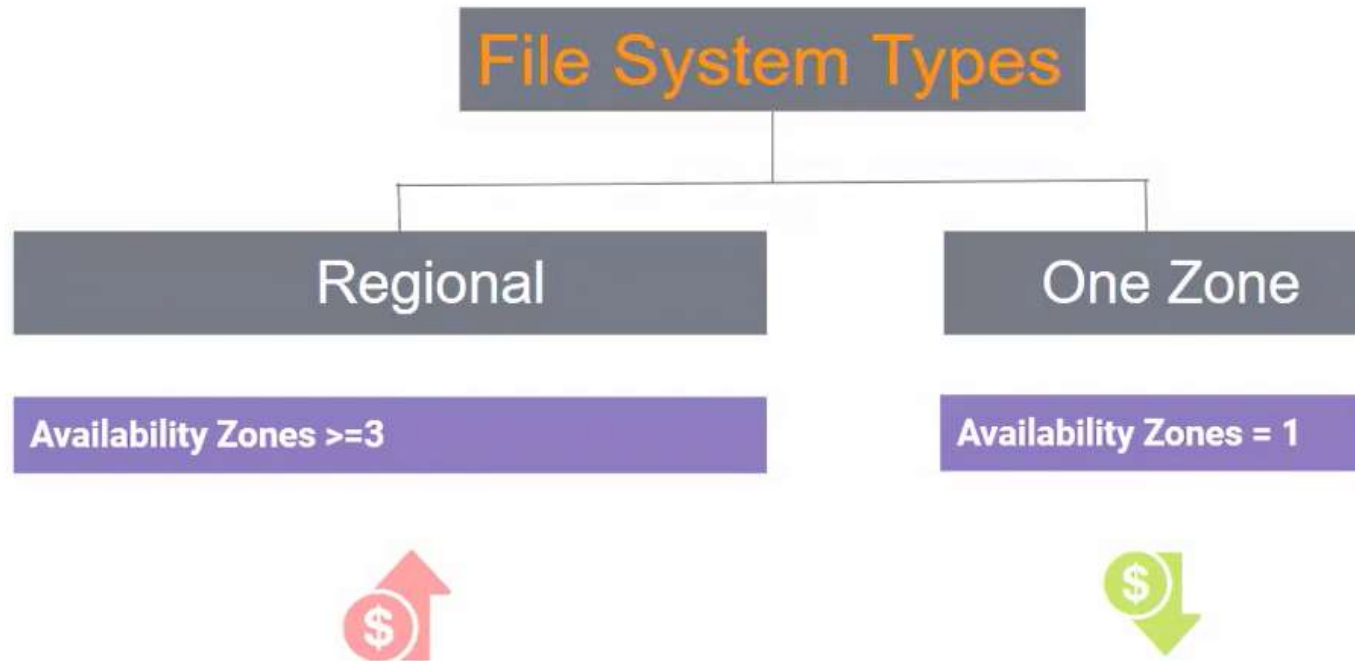 File System Types
Regional
One Zone
Availability Zones >=3
Availability Zones = 1
$
$